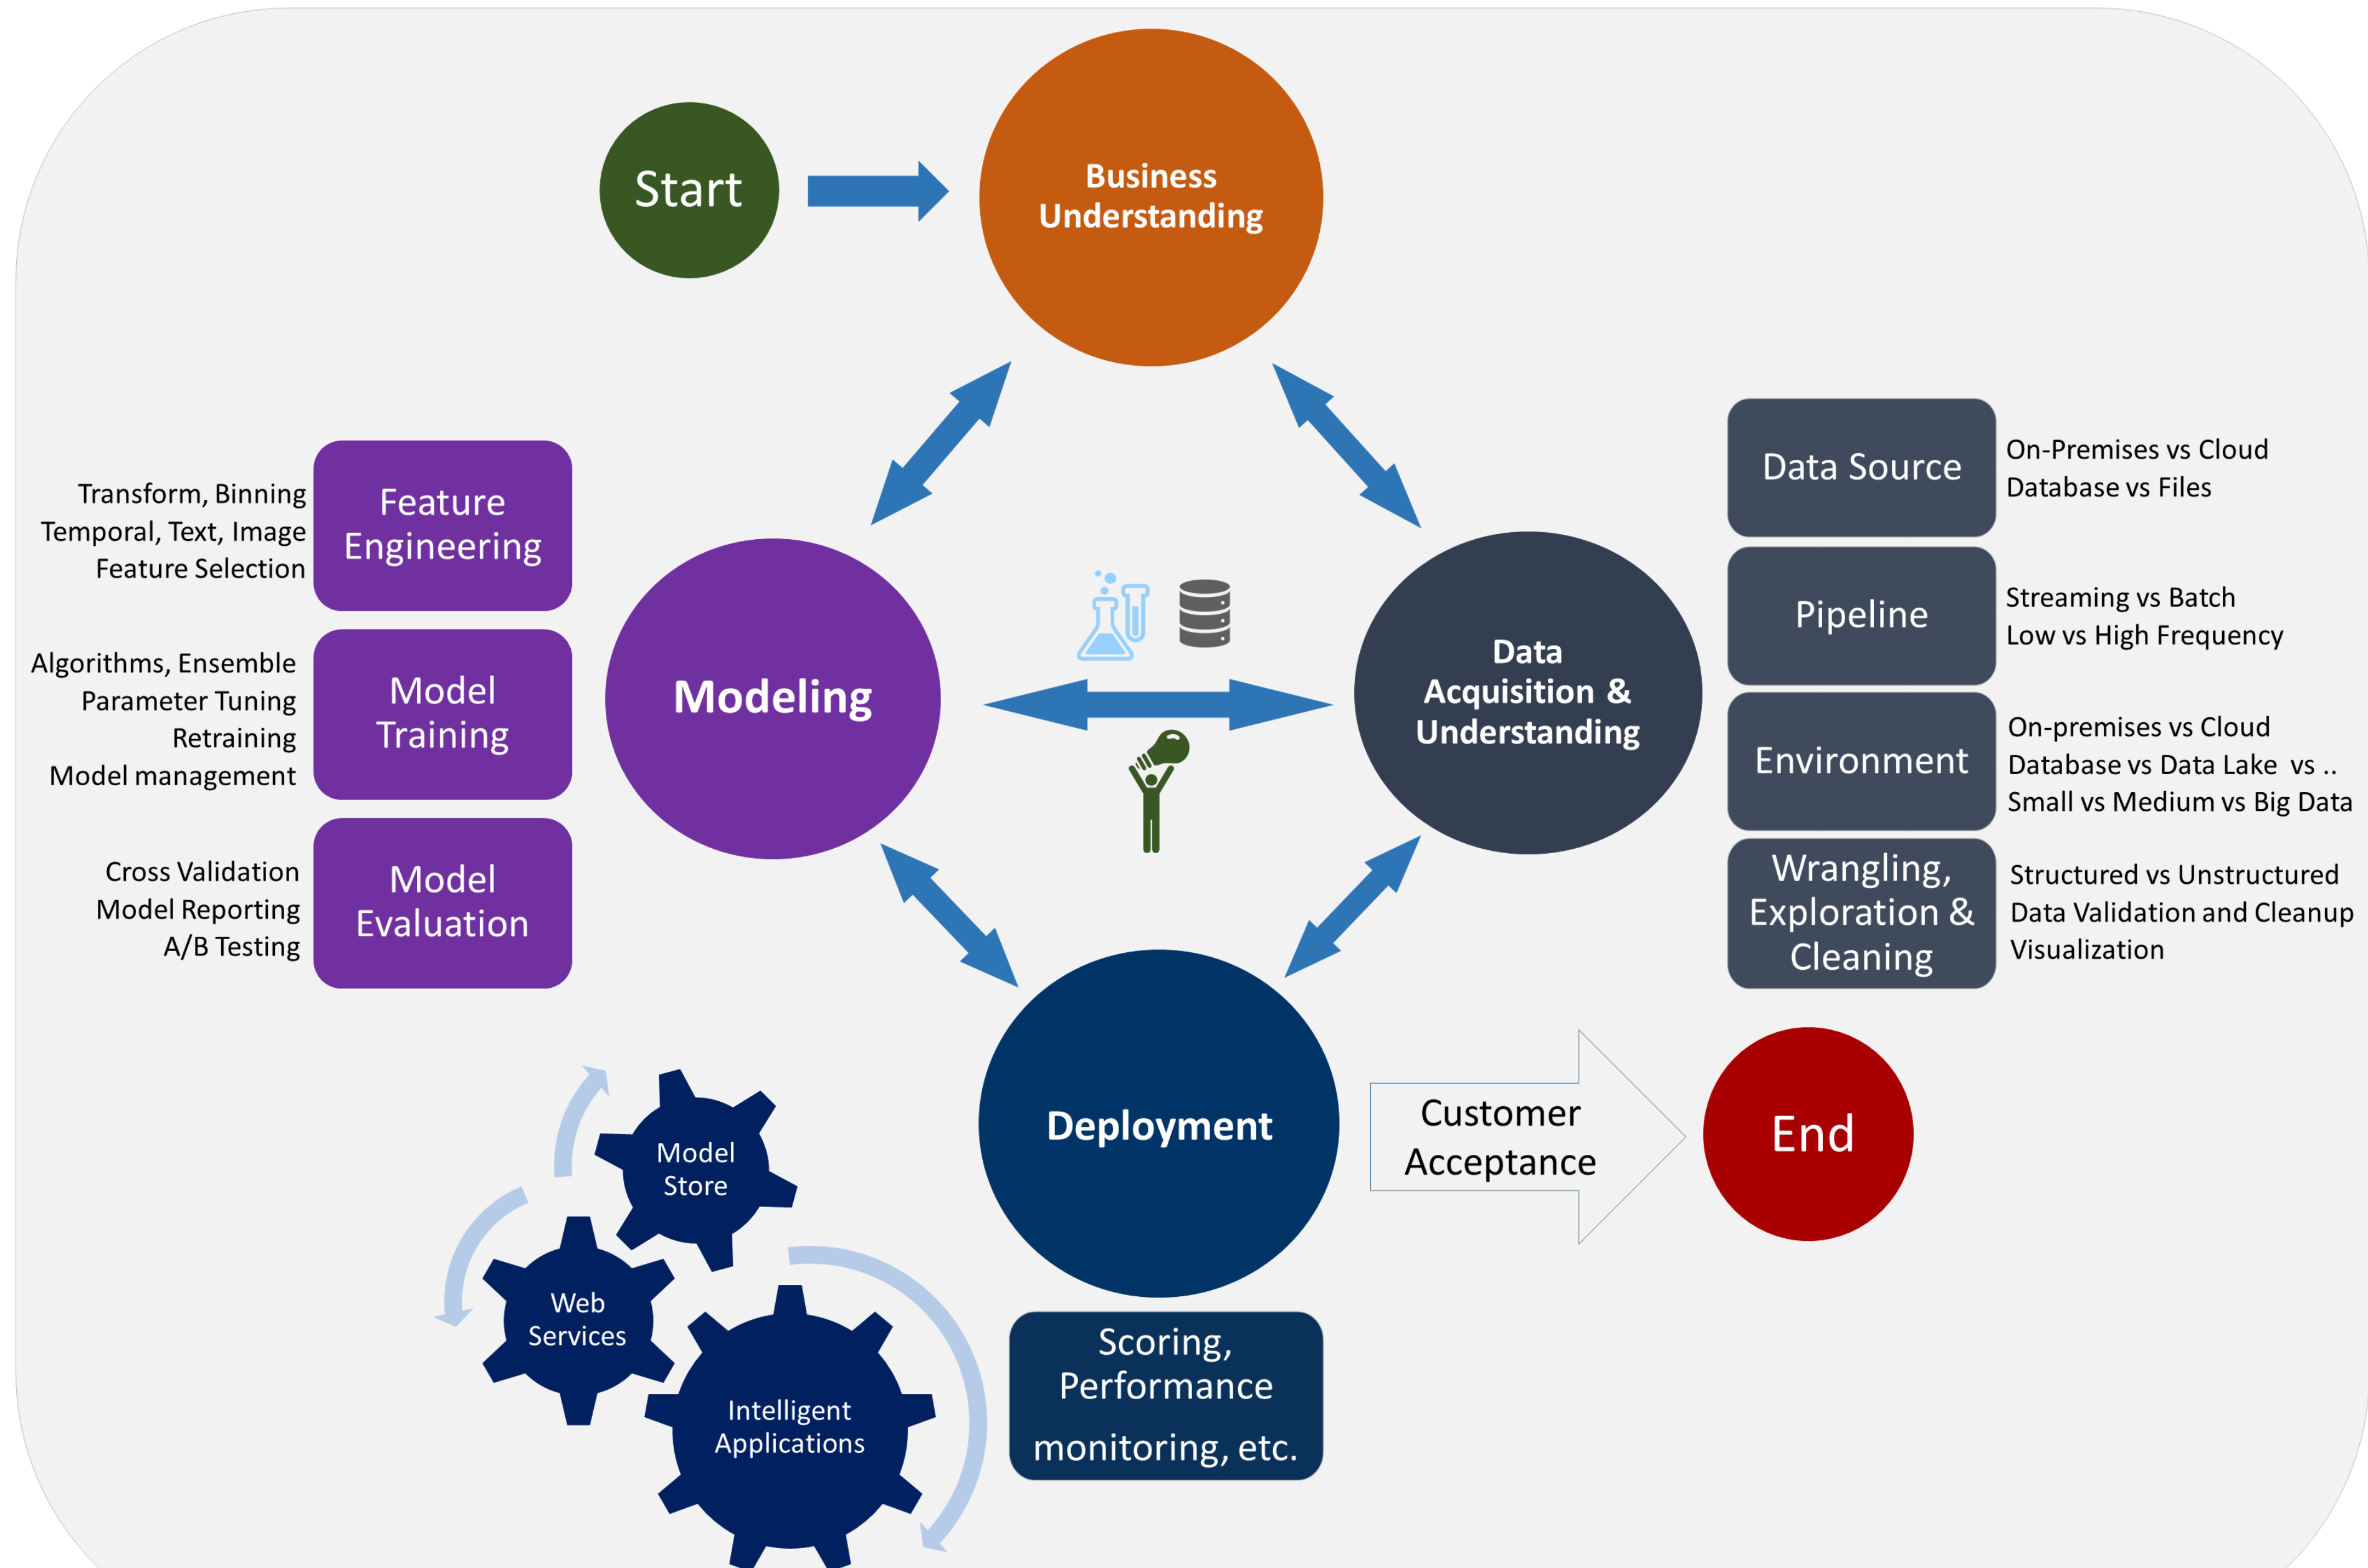 Start
Business
Understanding
Transform, Binning
Temporal, Text, Image
Feature Selection
Feature
Engineering
Algorithms, Ensemble
Parameter Tuning
Retraining
Model management
Model
Training
Cross Validation
Model Reporting
A/B Testing
Model
Evaluation
Modeling
Data
Acquisition &
Understanding
Data Source
On-Premises vs Cloud
Database vs Files
Pipeline
Streaming vs Batch
Low vs High Frequency
Environment
On-premises vs Cloud
Database vs Data Lake vs ..
Small vs Medium vs Big Data
Wrangling,
Exploration &
Cleaning
Structured vs Unstructured
Data Validation and Cleanup
Visualization
Deployment
Customer
Acceptance
End
Model
Store
Web
Services
Intelligent
Applications
Scoring,
Performance
monitoring, etc.